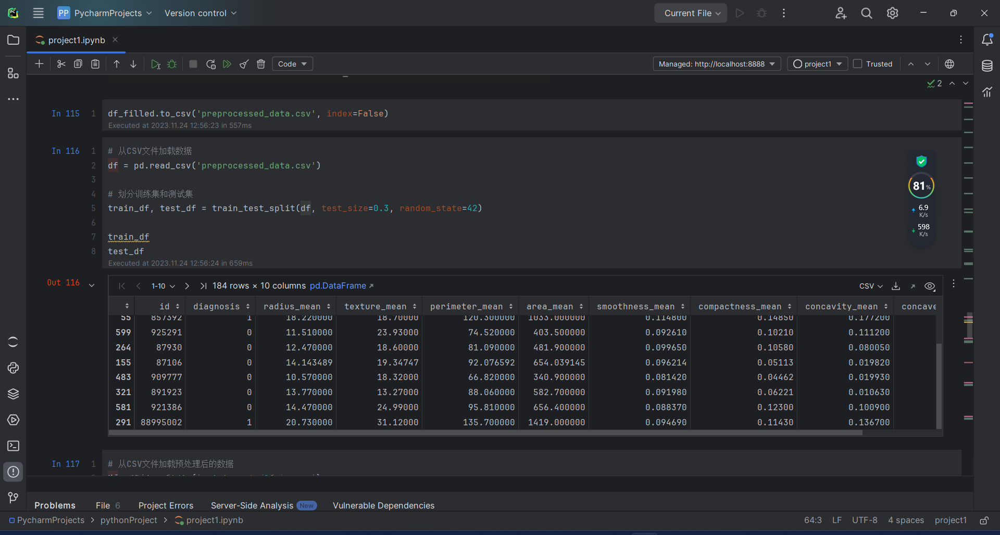 PC
PP PycharmProjects Version control Current File
project1.ipynb
Code Managed: http://localhost:8888 project1 Trusted
2
In 115 1 df_filled.to_csv('preprocessed_data.csv', index=False)
Executed at 2023.11.24 12:56:23 in 557ms
In 116 1 # 从CSV文件加载数据
2 df = pd.read_csv('preprocessed_data.csv')
3
4 # 划分训练集和测试集
5 train_df, test_df = train_test_split(df, test_size=0.3, random_state=42)
6
7 train_df
8 test_df
Executed at 2023.11.24 12:56:24 in 659ms
81%
6.9
K/s
598
K/s
Out 116 1-10 184 rows × 10 columns pd.DataFrame CSV
id diagnosis radius_mean texture_mean perimeter_mean area_mean smoothness_mean compactness_mean concavity_mean concave
55 857392 1 18.220000 18.70000 120.300000 1033.000000 0.114800 0.14850 0.177200
599 925291 0 11.510000 23.93000 74.520000 403.500000 0.092610 0.10210 0.111200
264 87930 0 12.470000 18.60000 81.090000 481.900000 0.099650 0.10580 0.080050
155 87106 0 14.143489 19.34747 92.076592 654.039145 0.096214 0.05113 0.019820
483 909777 0 10.570000 18.32000 66.820000 340.900000 0.081420 0.04462 0.019930
321 891923 0 13.770000 13.27000 88.060000 582.700000 0.091980 0.06221 0.010630
581 921386 0 14.470000 24.99000 95.810000 656.400000 0.088370 0.12300 0.100900
291 88995002 1 20.730000 31.12000 135.700000 1419.000000 0.094690 0.11430 0.136700
In 117 1 # 从CSV文件加载预处理后的数据
Problems File 6 Project Errors Server-Side Analysis New Vulnerable Dependencies
PycharmProjects > pythonProject > project1.ipynb 64:3 LF UTF-8 4 spaces project1